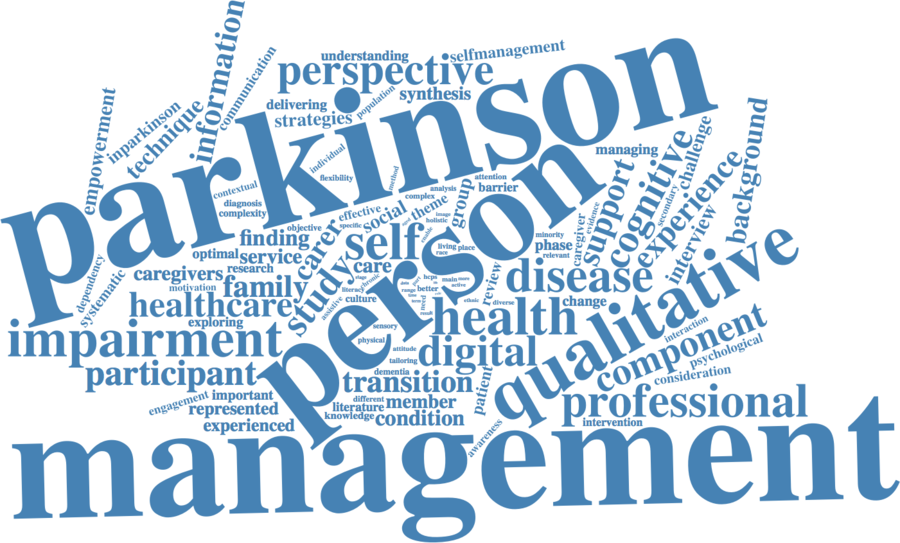 information
communication
understanding
selfmanagement
perspective
parkinson
empowerment
inparkinson
technique
delivering
strategies
population
synthesis
individual
flexibility
method
contextual
diagnosis
complexity
attention
barrier
analysis
complex
managing
person
support
cognitive
challenge
secondary
experience
background
interview
evidence
caregiver
group
theme
social
effective
specific
objective
image
holistic
enable
living
place
race
minority
phase
relevant
finding
optimal
service
carer
self
care
research
caregivers
motivation
family
study
dependency
systematic
healthcare
exploring
impairment
participant
culture
literacy
chronic
assistive
bcps
better
range
main
active
need
result
review
ethnic
diverse
disease
change
health
digital
qualitative
sensory
physical
attitude
tailoring
dementia
transition
different
member
literature
knowledge
condition
patient
awareness
component
interaction
psychological
consideration
professional
intervention
engagement
important
represented
experienced
management